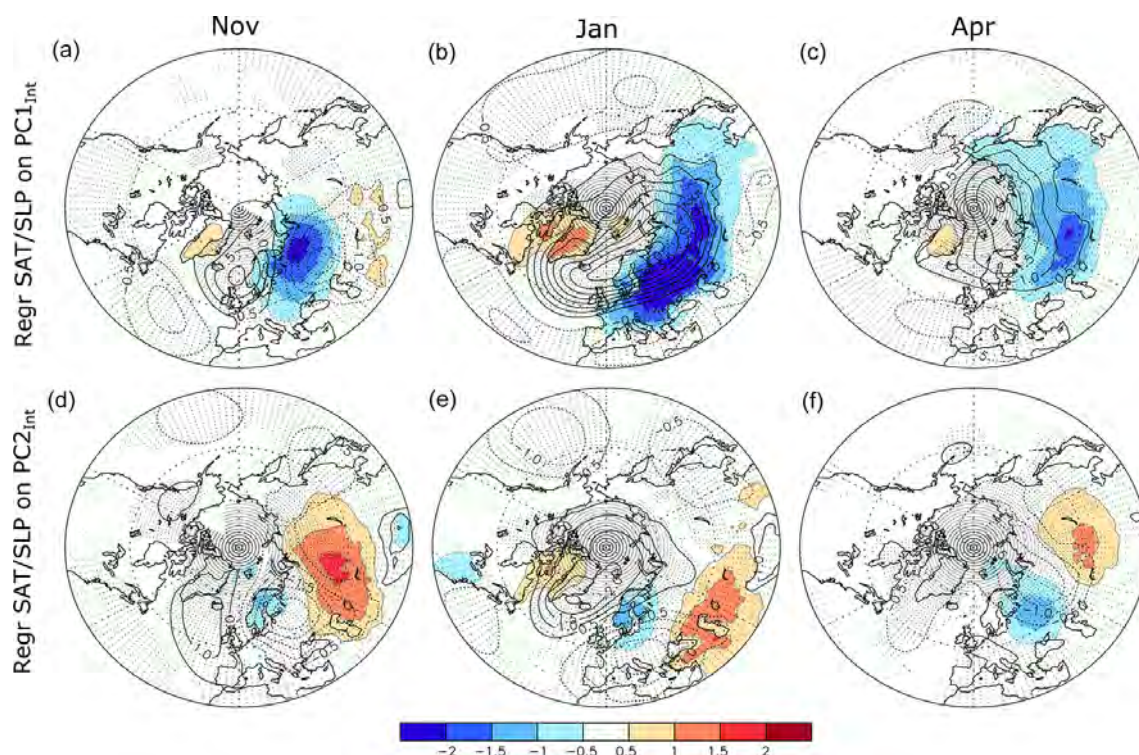 Nov Jan Apr
(a) (b) (c)
Regr SAT/SLP on PC1Int
(d) (e) (f)
Regr SAT/SLP on PC2Int
−2 −1.5 −1 −0.5 0.5 1 1.5 2